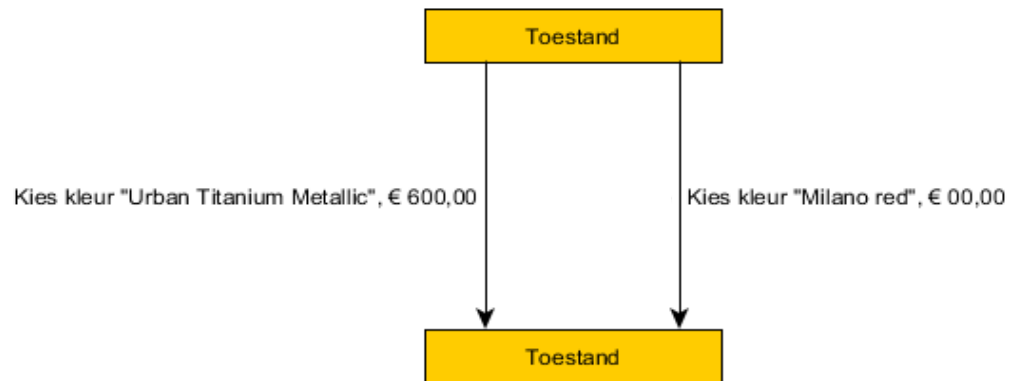 Toestand
Kies kleur "Urban Titanium Metallic", € 600,00
Kies kleur "Milano red", € 00,00
Toestand